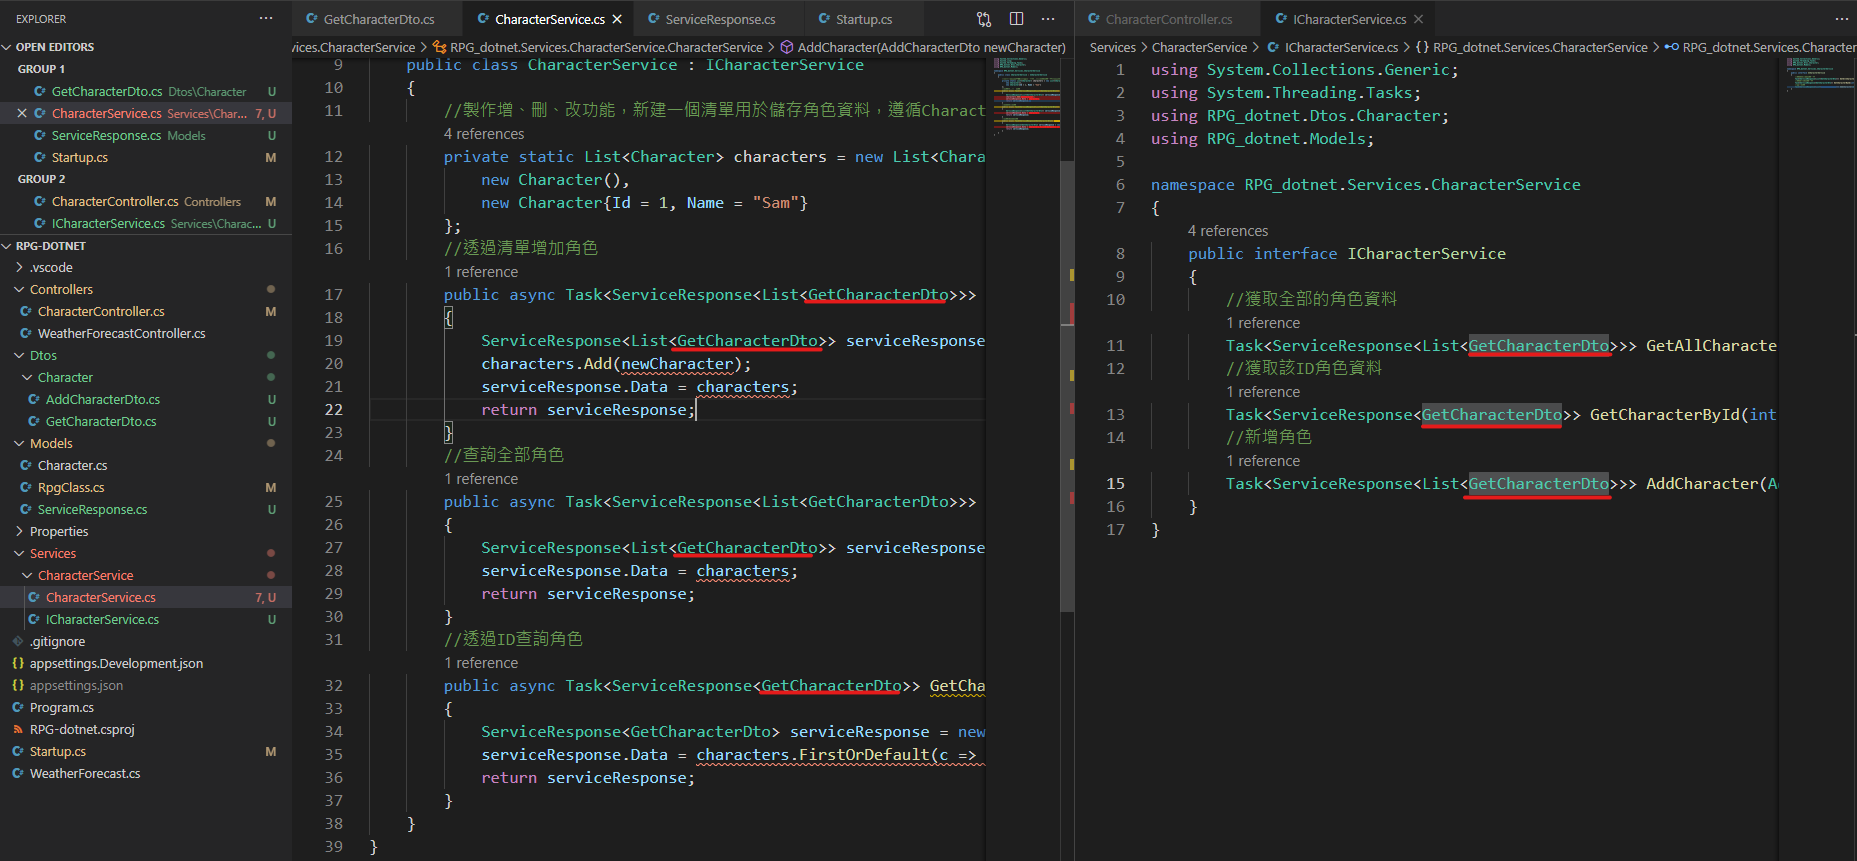 EXPLORER
OPEN EDITORS
GROUP 1
GetCharacterDto.cs Dtos\Character U
CharacterService.cs Services\Char... 7, U
ServiceResponse.cs Models U
Startup.cs M
GROUP 2
CharacterController.cs Controllers M
ICharacterService.cs Services\Charac... U
RPG-DOTNET
.vscode
Controllers
CharacterController.cs M
WeatherForecastController.cs
Dtos
Character
AddCharacterDto.cs U
GetCharacterDto.cs U
Models
Character.cs
RpgClass.cs M
ServiceResponse.cs U
Properties
Services
CharacterService
CharacterService.cs 7, U
ICharacterService.cs U
.gitignore
appsettings.Development.json
appsettings.json
Program.cs
RPG-dotnet.csproj
Startup.cs M
WeatherForecast.cs
GetCharacterDto.cs CharacterService.cs ServiceResponse.cs Startup.cs
vices.CharacterService > RPG_dotnet.Services.CharacterService.CharacterService > AddCharacter(AddCharacterDto newCharacter)
9 public class CharacterService : ICharacterService
10 {
11 //製作增、刪、改功能，新建一個清單用於儲存角色資料，遵循Charact
4 references
12 private static List<Character> characters = new List<Chara
13 new Character(),
14 new Character{Id = 1, Name = "Sam"}
15 };
16 //透過清單增加角色
1 reference
17 public async Task<ServiceResponse<List<GetCharacterDto>>>
18 {
19 ServiceResponse<List<GetCharacterDto>> serviceResponse
20 characters.Add(newCharacter);
21 serviceResponse.Data = characters;
22 return serviceResponse;
23 }
24 //查詢全部角色
1 reference
25 public async Task<ServiceResponse<List<GetCharacterDto>>>
26 {
27 ServiceResponse<List<GetCharacterDto>> serviceResponse
28 serviceResponse.Data = characters;
29 return serviceResponse;
30 }
31 //透過ID查詢角色
1 reference
32 public async Task<ServiceResponse<GetCharacterDto>> GetCha
33 {
34 ServiceResponse<GetCharacterDto> serviceResponse = new
35 serviceResponse.Data = characters.FirstOrDefault(c =>
36 return serviceResponse;
37 }
38 }
39 }
CharacterController.cs ICharacterService.cs
Services > CharacterService > ICharacterService.cs > {} RPG_dotnet.Services.CharacterService > RPG_dotnet.Services.Character
1 using System.Collections.Generic;
2 using System.Threading.Tasks;
3 using RPG_dotnet.Dtos.Character;
4 using RPG_dotnet.Models;
5
6 namespace RPG_dotnet.Services.CharacterService
7 {
4 references
8 public interface ICharacterService
9 {
10 //獲取全部的角色資料
1 reference
11 Task<ServiceResponse<List<GetCharacterDto>>> GetAllCharacte
12 //獲取該ID角色資料
1 reference
13 Task<ServiceResponse<GetCharacterDto>> GetCharacterById(int
14 //新增角色
1 reference
15 Task<ServiceResponse<List<GetCharacterDto>>> AddCharacter(A
16 }
17 }